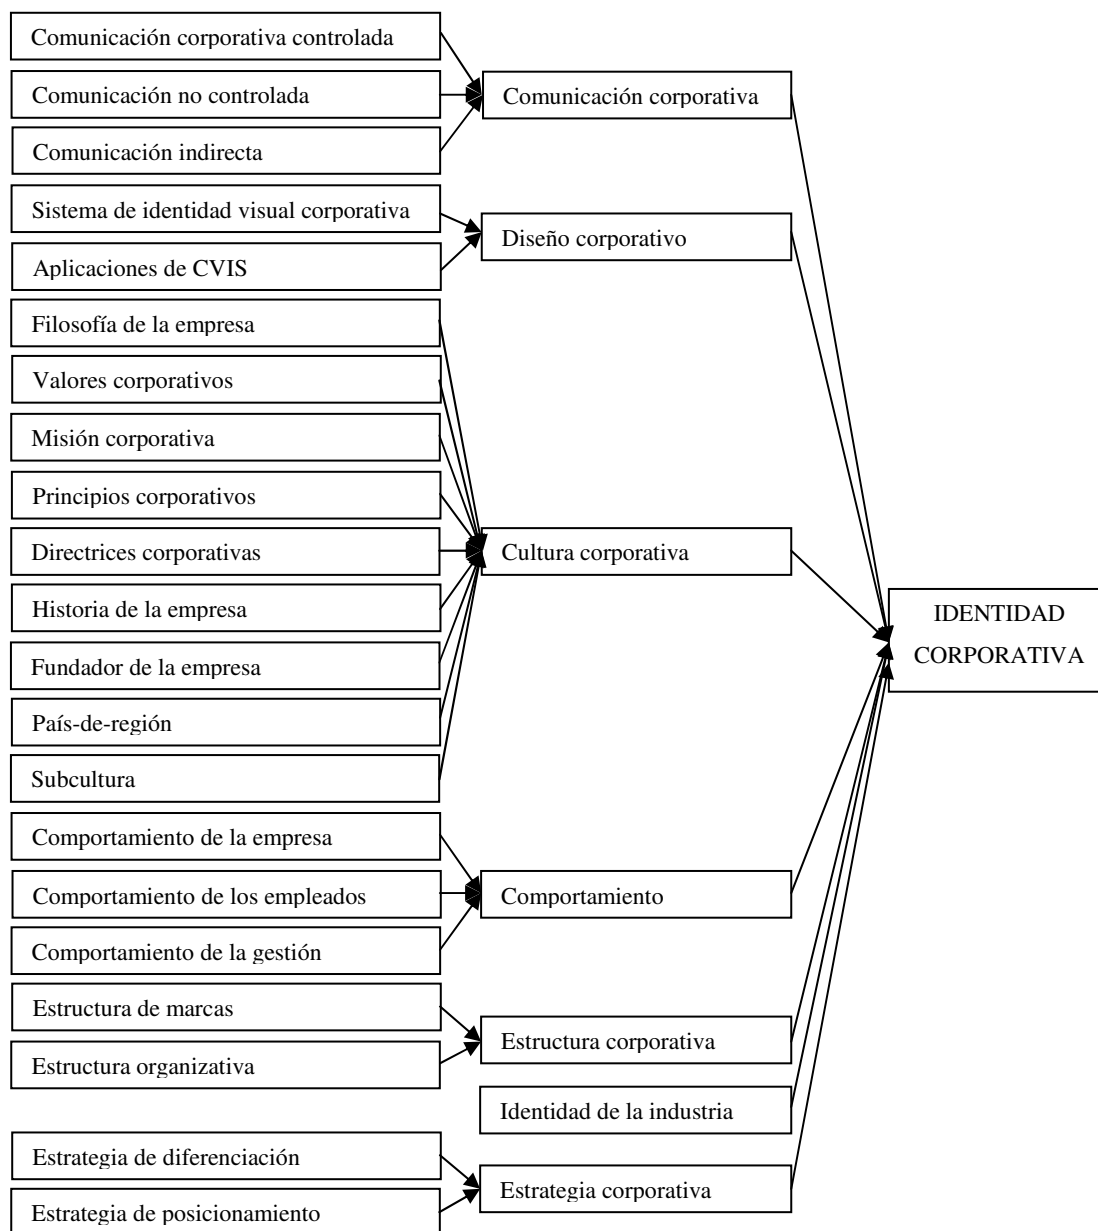 Comunicación corporativa controlada
Comunicación no controlada
Comunicación indirecta
Comunicación corporativa
Sistema de identidad visual corporativa
Aplicaciones de CVIS
Diseño corporativo
Filosofía de la empresa
Valores corporativos
Misión corporativa
Principios corporativos
Directrices corporativas
Historia de la empresa
Fundador de la empresa
País-de-región
Subcultura
Cultura corporativa
Comportamiento de la empresa
Comportamiento de los empleados
Comportamiento de la gestión
Comportamiento
Estructura de marcas
Estructura organizativa
Estructura corporativa
Identidad de la industria
Estrategia de diferenciación
Estrategia de posicionamiento
Estrategia corporativa
IDENTIDAD
CORPORATIVA